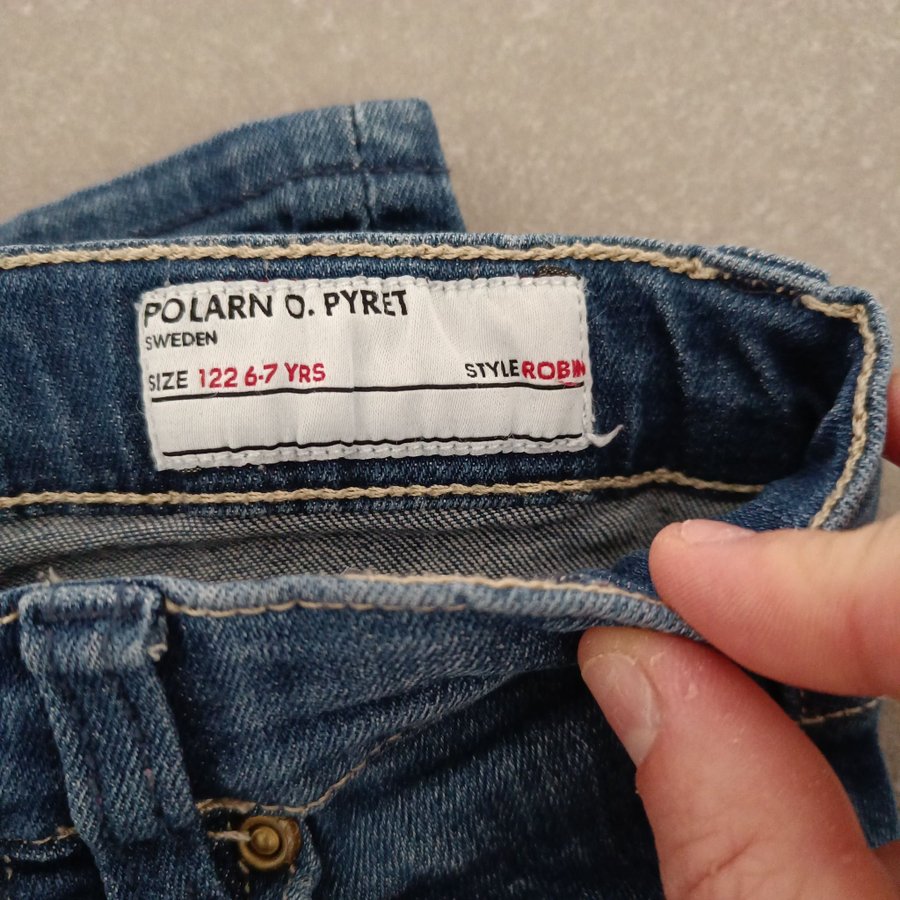 POLARN O. PYRET
SWEDEN
SIZE 122 6-7 YRS STYLE ROBIN